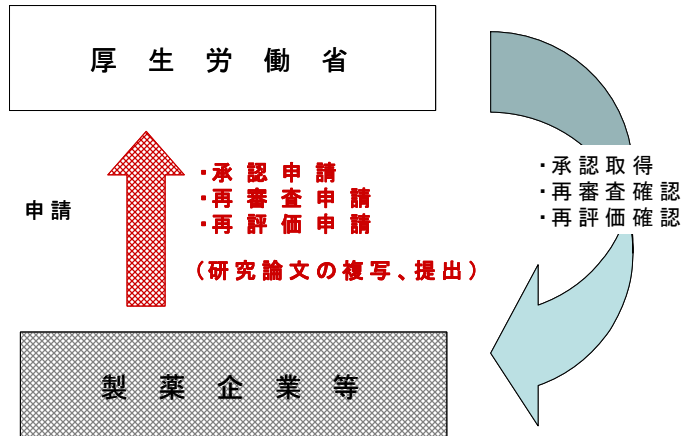 厚生労働省
申請
・承認申請
・再審査申請
・再評価申請
（研究論文の複写、提出）
・承認取得
・再審査確認
・再評価確認
製薬企業等